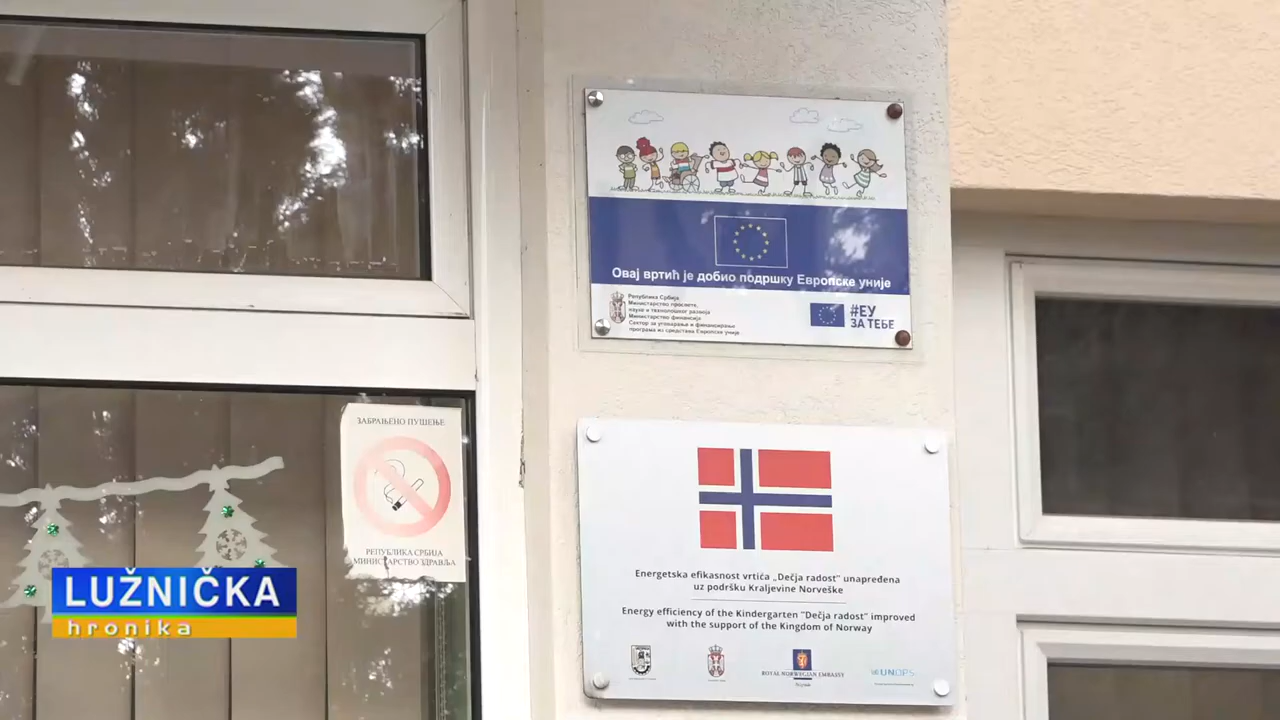 Овај вртић је добио подршку Европске уније
Република Србија
Министарство просвете,
науке и технолошког развоја
Министарство финансија
Сектор за уговарање и финансирање
програма из средстава Европске уније
#ЕУ
ЗА ТЕБЕ
ЗАБРАЊЕНО ПУШЕЊЕ
РЕПУБЛИКА СРБИЈА
МИНИСТАРСТВО ЗДРАВЉА
Energetska efikasnost vrtića „Dečja radost" unapređena
uz podršku Kraljevine Norveške
Energy efficiency of the Kindergarten "Dečja radost" improved
with the support of the Kingdom of Norway
ROYAL NORWEGIAN EMBASSY
UNOPS
LUŽNIČKA
hronika